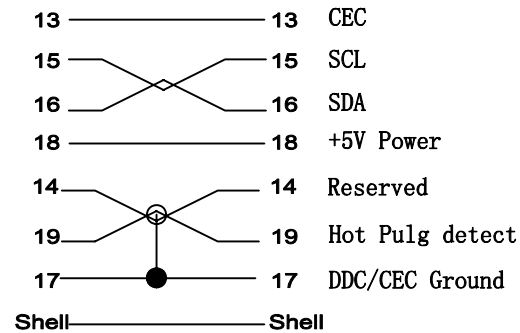 13 13 CEC
15 15 SCL
16 16 SDA
18 18 +5V Power
14 14 Reserved
19 19 Hot Pulg detect
17 17 DDC/CEC Ground
Shell Shell